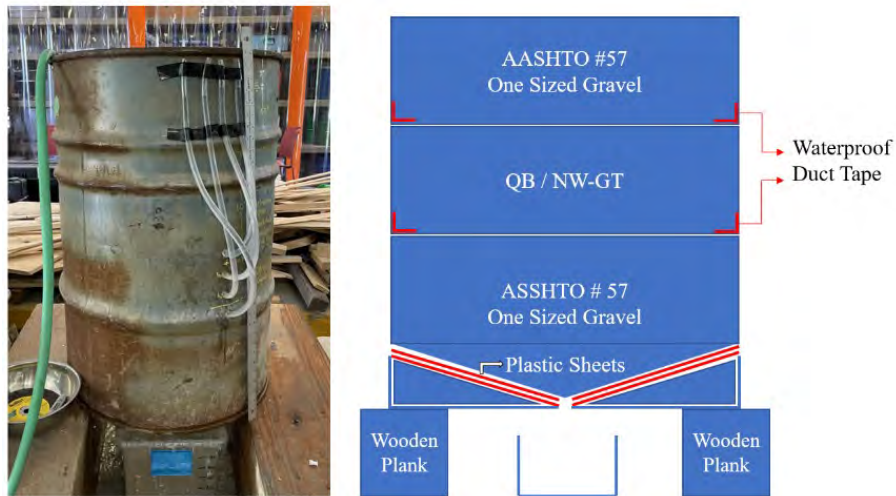 AASHTO #57
One Sized Gravel
Waterproof
Duct Tape
QB / NW-GT
ASSHTO # 57
One Sized Gravel
Plastic Sheets
Wooden
Plank
Wooden
Plank